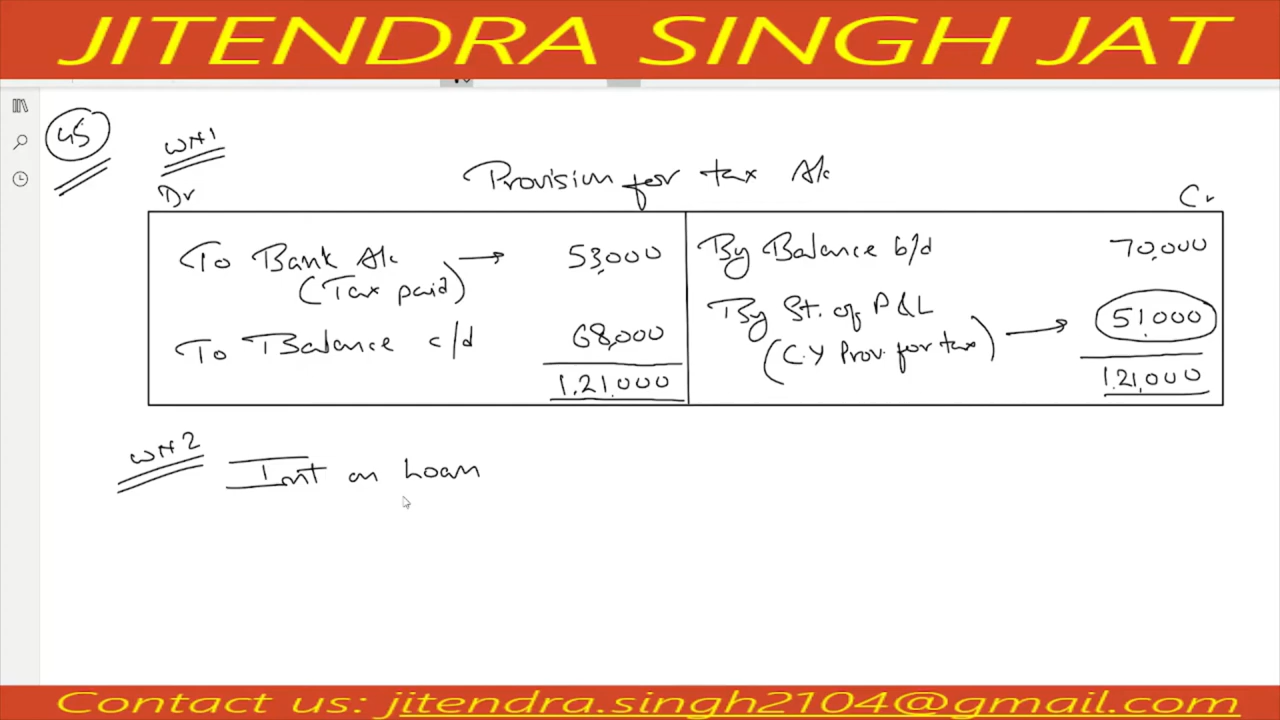 JITENDRA SINGH JAT
45
WN1
Provision for tax A/c
Dr
Cr
To Bank A/c → 53,000
(Tax paid)
To Balance c/d 68,000
1,21,000
By Balance b/d 70,000
By St. of P&L
(C.Y Prov. for tax) → 51,000
1,21,000
WN2 Int on Loan
Contact us: jitendra.singh2104@gmail.com